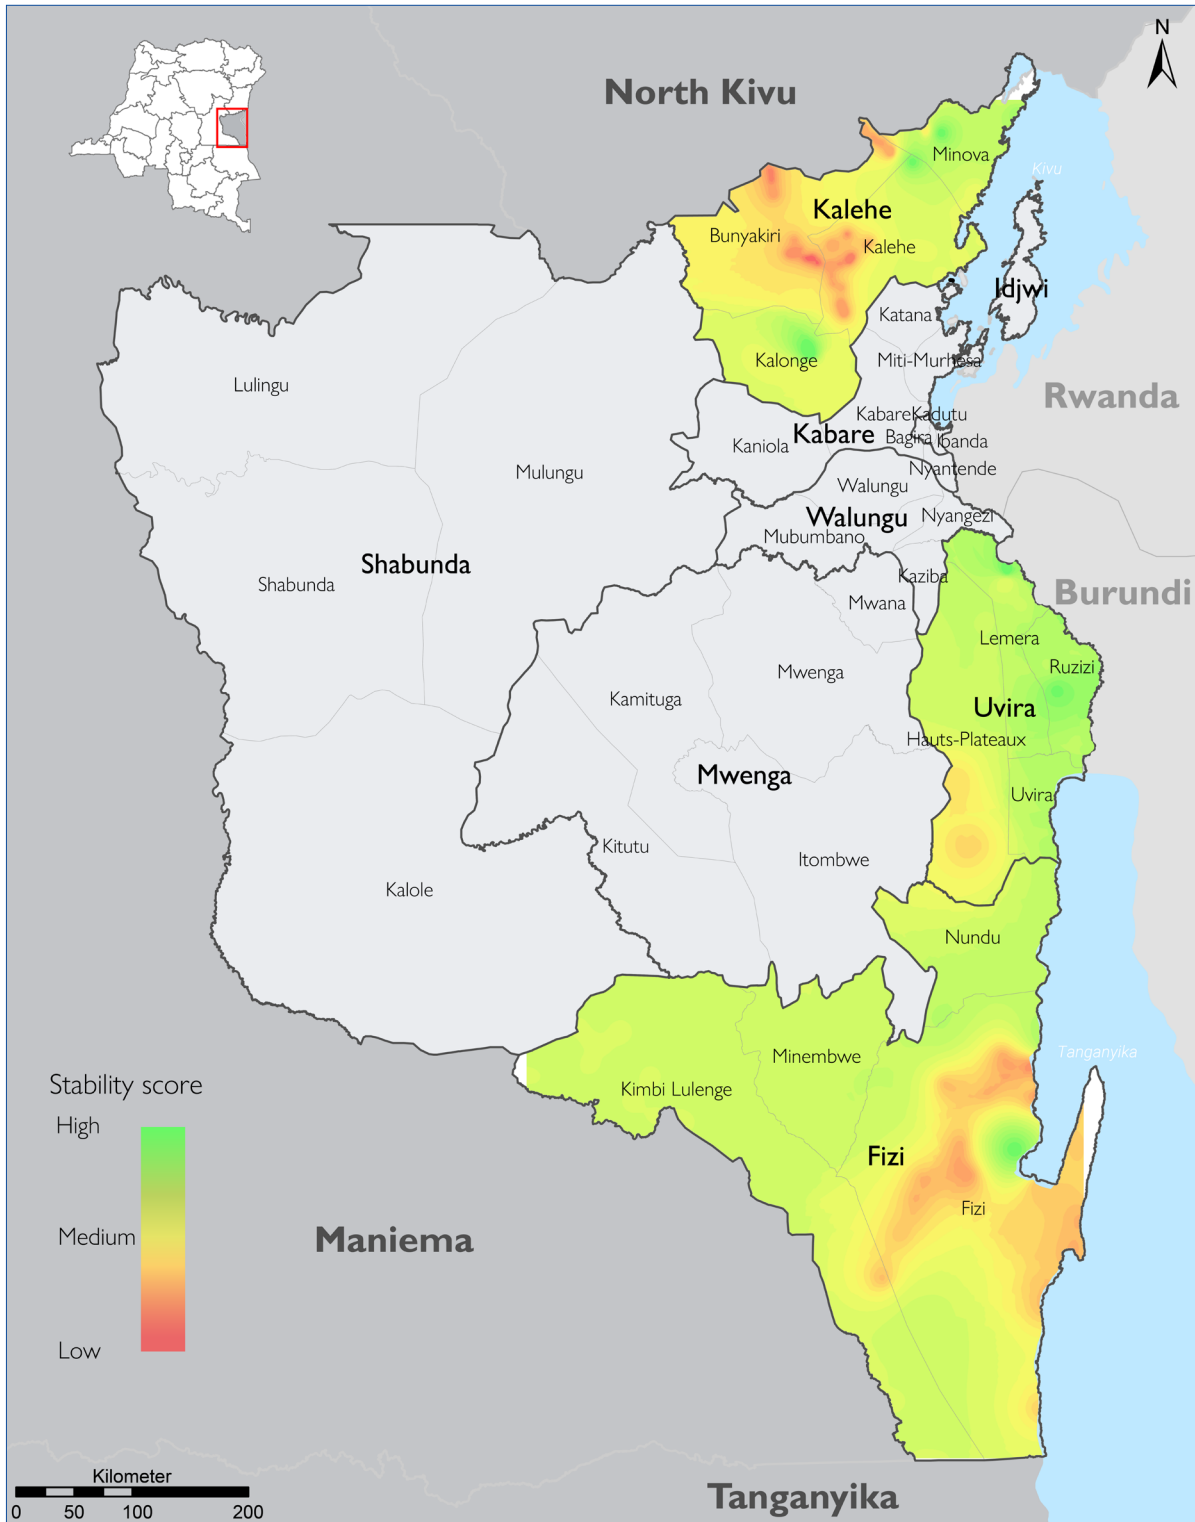 N
North Kivu
Minova
Kivu
Kalehe
Bunyakiri
Kalehe
Idjwi
Katana
Kalonge
Miti-Murhesa
Lulingu
Rwanda
Kabare
Kadutu
Kaniola
Kabare
Bagira
Ibanda
Mulungu
Nyantende
Walungu
Walungu
Nyangezi
Mubumbano
Shabunda
Shabunda
Kaziba
Burundi
Mwana
Lemera
Ruzizi
Mwenga
Kamituga
Uvira
Hauts-Plateaux
Mwenga
Uvira
Kitutu
Itombwe
Kalole
Nundu
Tanganyika
Minembwe
Stability score
Kimbi Lulenge
High
Fizi
Fizi
Medium
Maniema
Low
Kilometer
0 50 100 200
Tanganyika